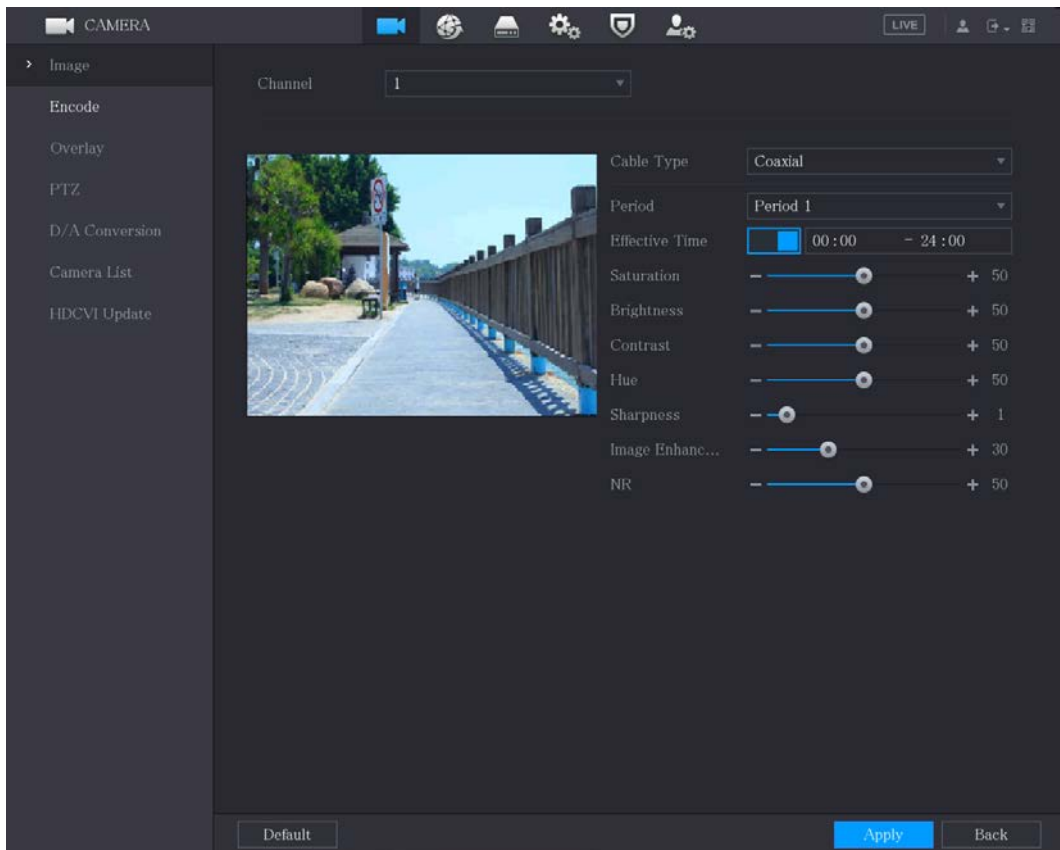 CAMERA
LIVE
Image
Encode
Overlay
PTZ
D/A Conversion
Camera List
HDCVI Update
Channel 1
Cable Type Coaxial
Period Period 1
Effective Time 00:00 - 24:00
Saturation 50
Brightness 50
Contrast 50
Hue 50
Sharpness 1
Image Enhanc... 30
NR 50
Default Apply Back